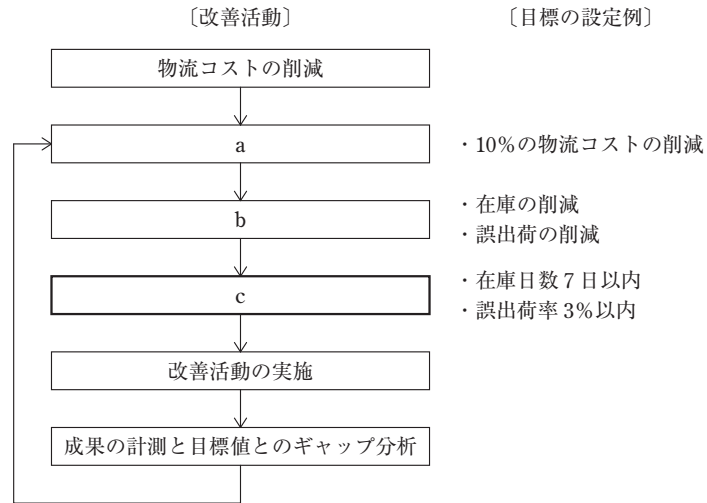 〔改善活動〕 〔目標の設定例〕
物流コストの削減
a ・10%の物流コストの削減
・在庫の削減
b
・誤出荷の削減
・在庫日数7日以内
c
・誤出荷率3%以内
改善活動の実施
成果の計測と目標値とのギャップ分析